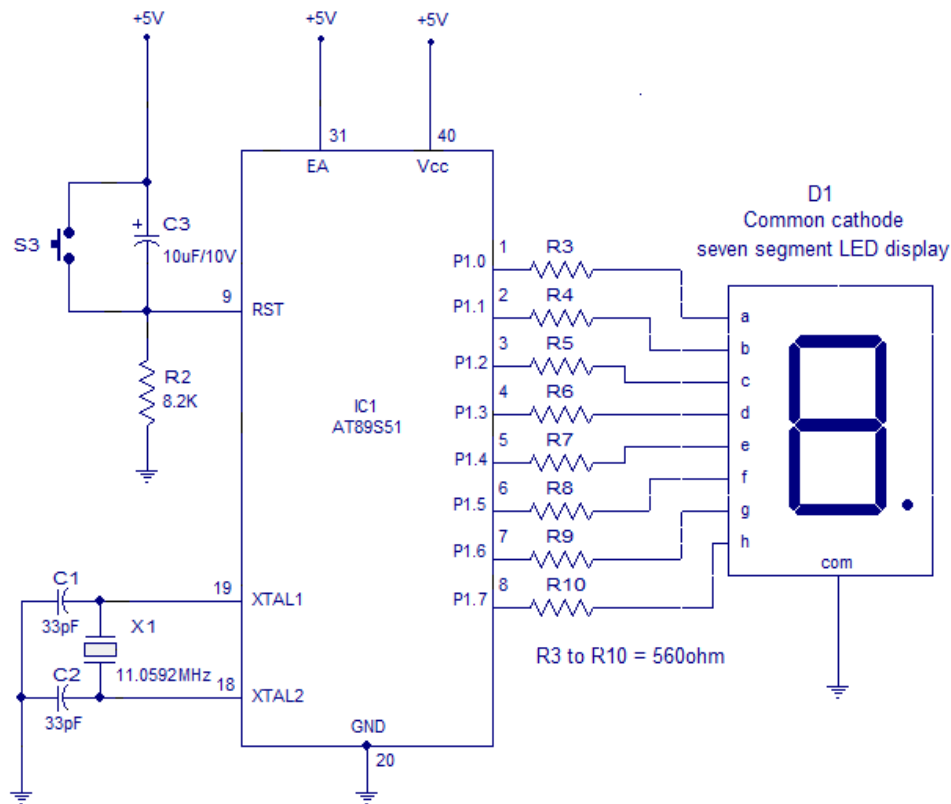 +5V
+5V
+5V
31
40
EA
Vcc
D1
Common cathode
seven segment LED display
S3
+
C3
10uF/10V
9
RST
R2
8.2K
IC1
AT89S51
P1.0
1
R3
a
P1.1
2
R4
b
P1.2
3
R5
c
P1.3
4
R6
d
P1.4
5
R7
e
P1.5
6
R8
f
P1.6
7
R9
g
P1.7
8
R10
h
com
C1
33pF
19
XTAL1
X1
11.0592MHz
C2
33pF
18
XTAL2
R3 to R10 = 560ohm
GND
20